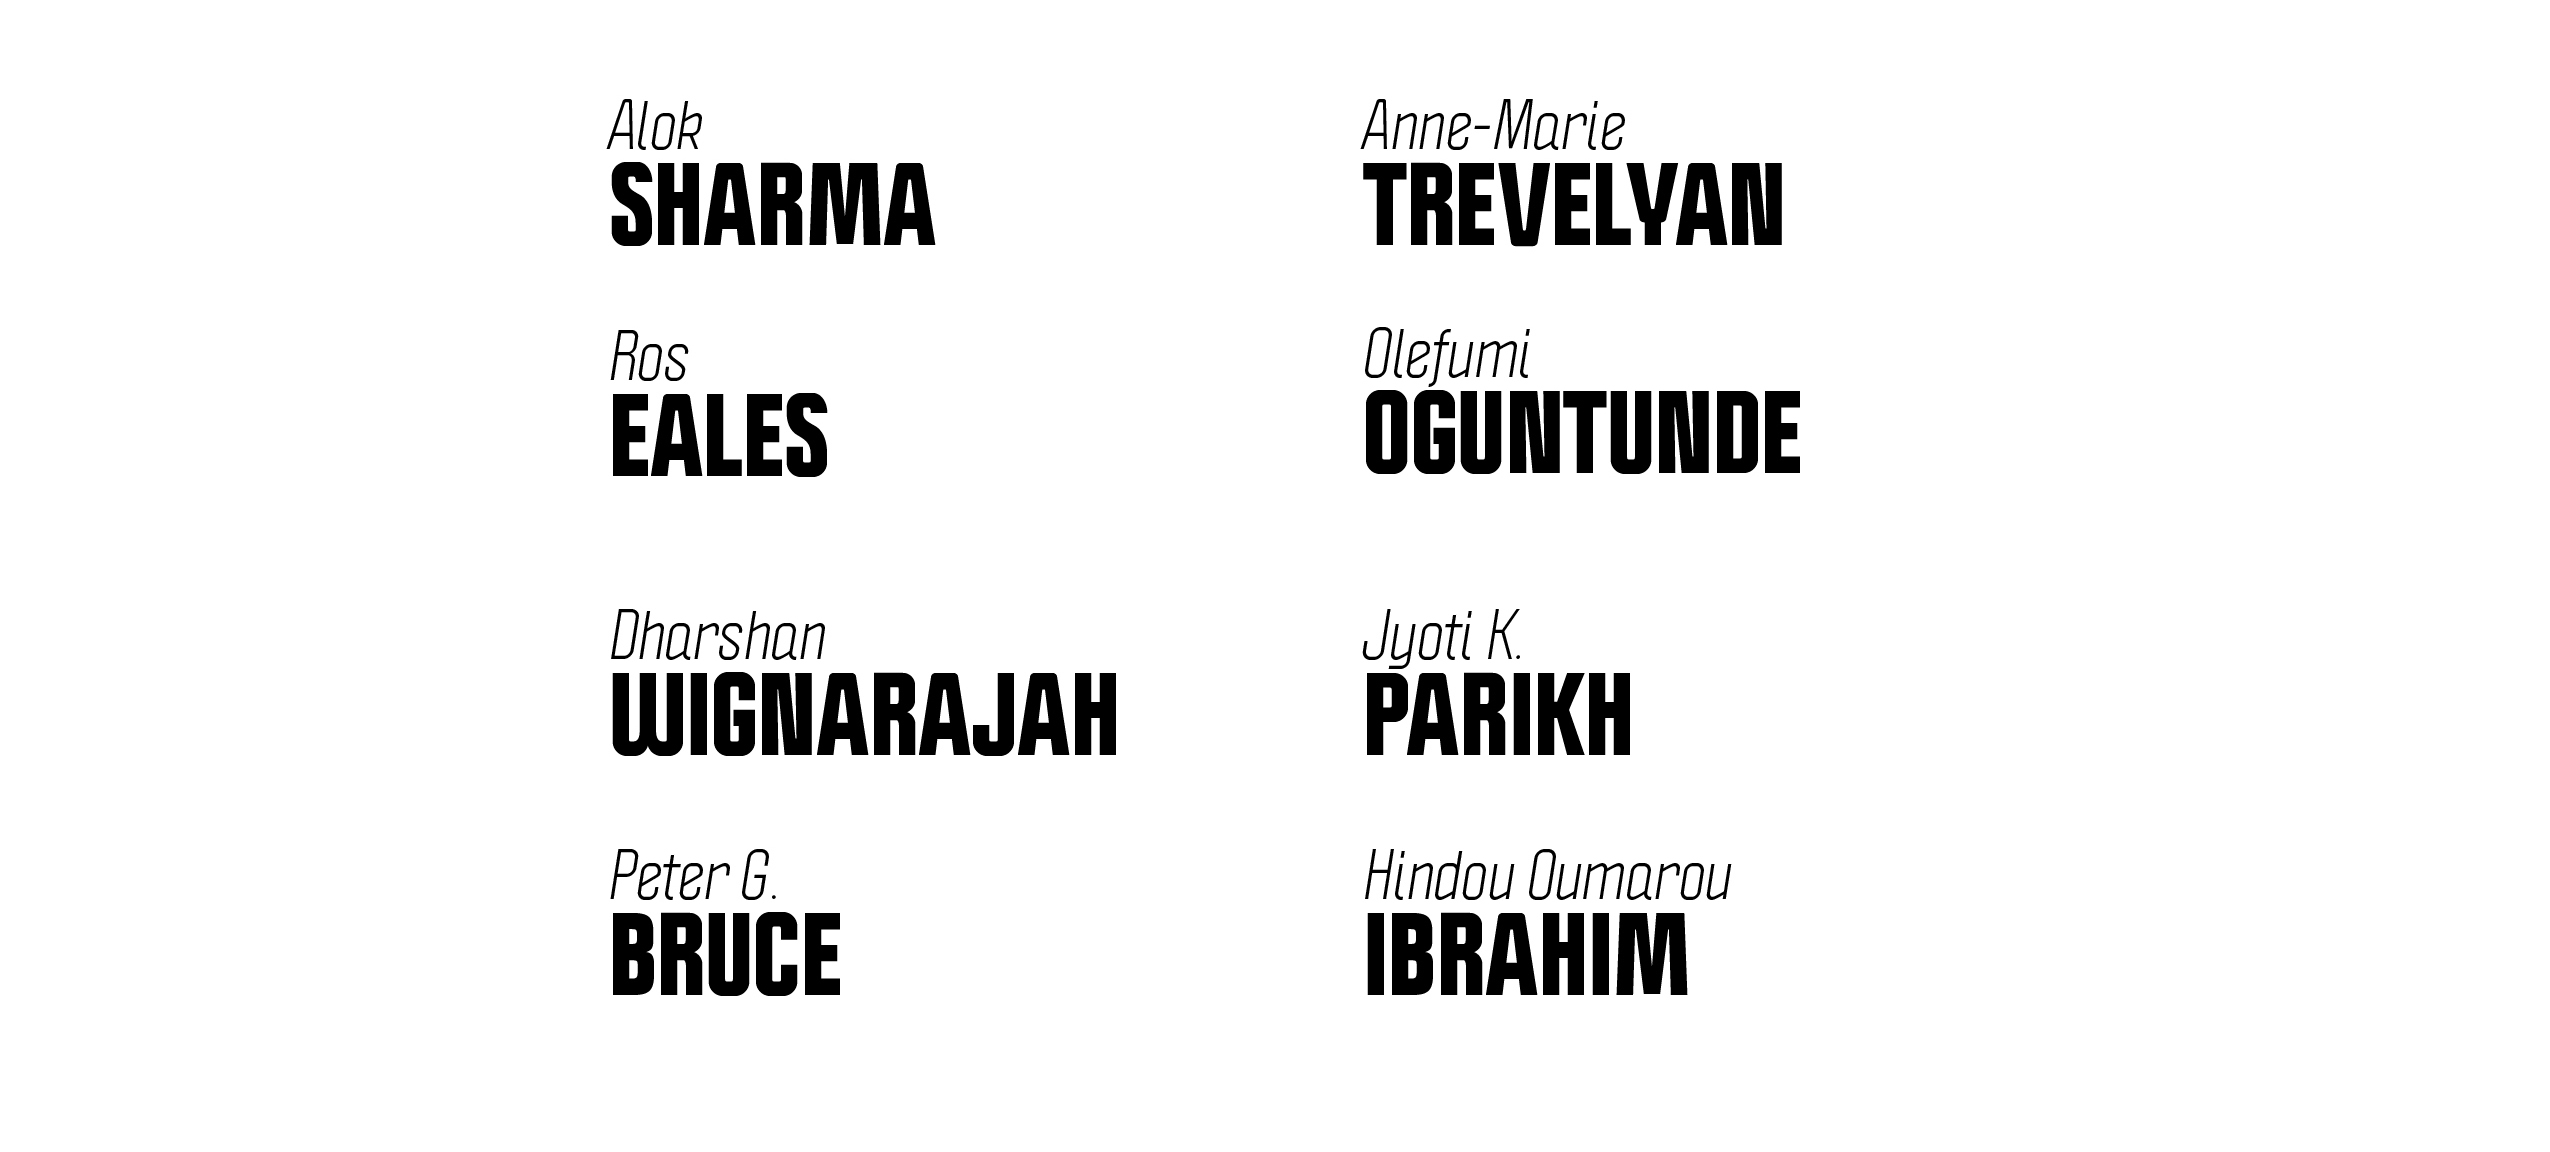 Alok
SHARMA
Anne-Marie
TREVELYAN
Ros
EALES
Olefumi
OGUNTUNDE
Dharshan
WIGNARAJAH
Jyoti K.
PARIKH
Peter G.
BRUCE
Hindou Oumarou
IBRAHIM